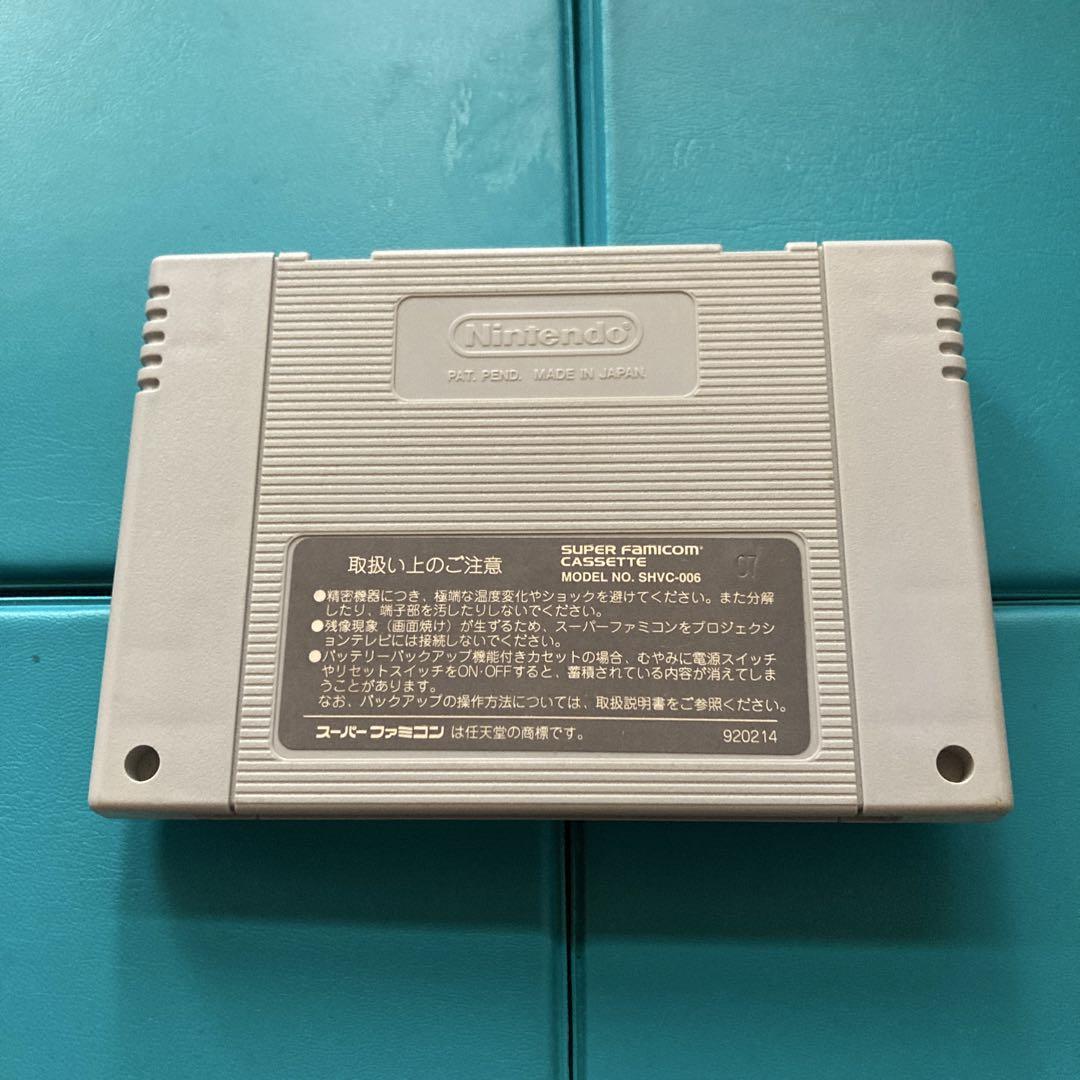 Nintendo®
PAT. PEND. MADE IN JAPAN
取扱い上のご注意
SUPER FAMICOM®
CASSETTE
MODEL NO. SHVC-006
07
●精密機器につき、極端な温度変化やショックを避けてください。また分解
したり、端子部を汚したりしないでください。
●残像現象(画面焼け)が生ずるため、スーパーファミコンをプロジェクシ
ョンテレビには接続しないでください。
●バッテリーバックアップ機能付きカセットの場合、むやみに電源スイッチ
やリセットスイッチをON・OFFすると、蓄積されている内容が消えてしま
うことがあります。
なお、バックアップの操作方法については、取扱説明書をご参照ください。
スーパーファミコン は任天堂の商標です。
920214